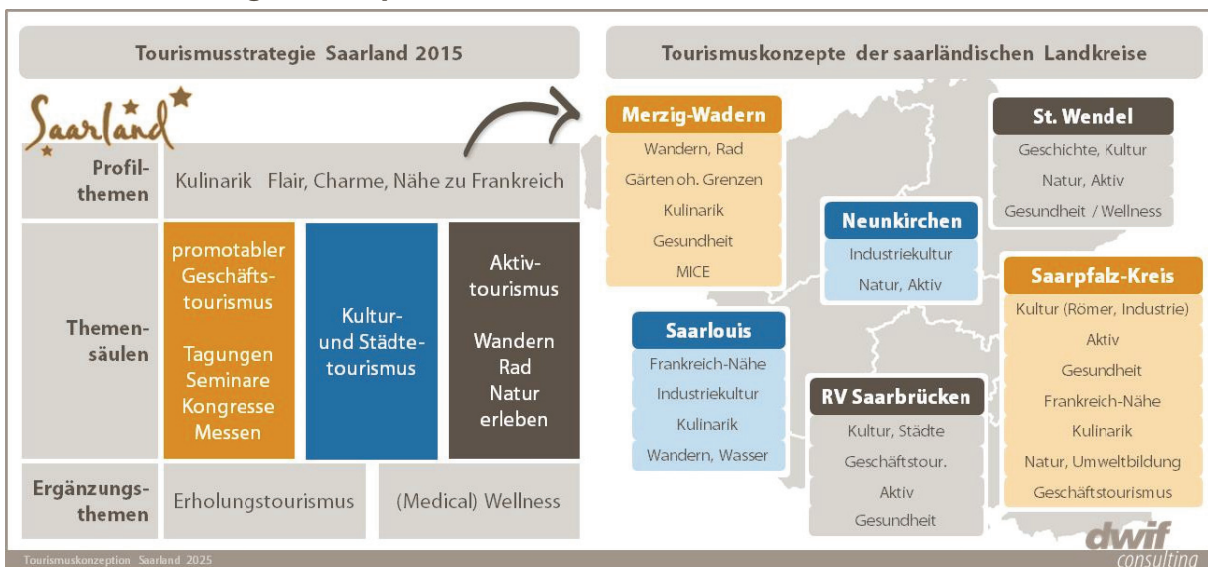 Tourismusstrategie Saarland 2015
Saarland
Profil-
themen
Kulinarik Flair, Charme, Nähe zu Frankreich
Themen-
säulen
promotabler
Geschäfts-
tourismus
Tagungen
Seminare
Kongresse
Messen
Kultur-
und Städte-
tourismus
Aktiv-
tourismus
Wandern
Rad
Natur
erleben
Ergänzungs-
themen
Erholungstourismus
(Medical) Wellness
Tourismuskonzepte der saarländischen Landkreise
Merzig-Wadern
Wandern, Rad
Gärten oh. Grenzen
Kulinarik
Gesundheit
MICE
St. Wendel
Geschichte, Kultur
Natur, Aktiv
Gesundheit / Wellness
Neunkirchen
Industriekultur
Natur, Aktiv
Saarlouis
Frankreich-Nähe
Industriekultur
Kulinarik
Wandern, Wasser
RV Saarbrücken
Kultur, Städte
Geschäftstour.
Aktiv
Gesundheit
Saarpfalz-Kreis
Kultur (Römer, Industrie)
Aktiv
Gesundheit
Frankreich-Nähe
Kulinarik
Natur, Umweltbildung
Geschäftstourismus
Tourismuskonzeption Saarland 2025
dwif
consulting